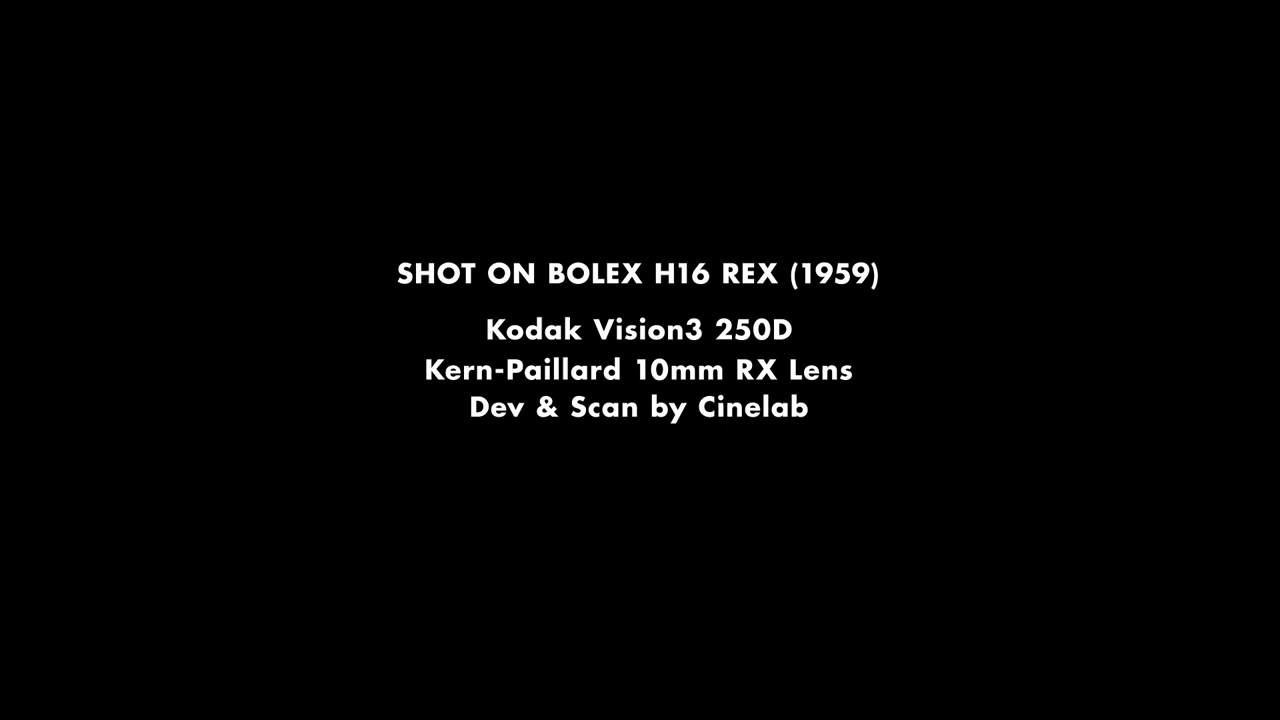 SHOT ON BOLEX H16 REX (1959)
Kodak Vision3 250D
Kern-Paillard 10mm RX Lens
Dev & Scan by Cinelab